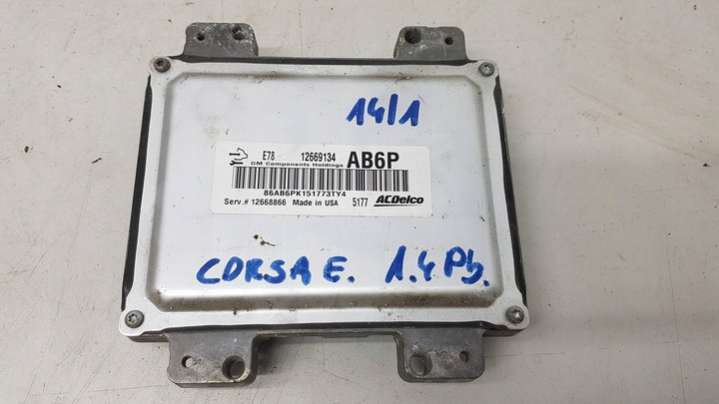 14/1
E78 12669134 AB6P
GM Components Holdings
86AB6PK151773TY4
Serv.# 12668866 Made in USA 5177 ACDelco
CORSA E. 1.4 Pb.